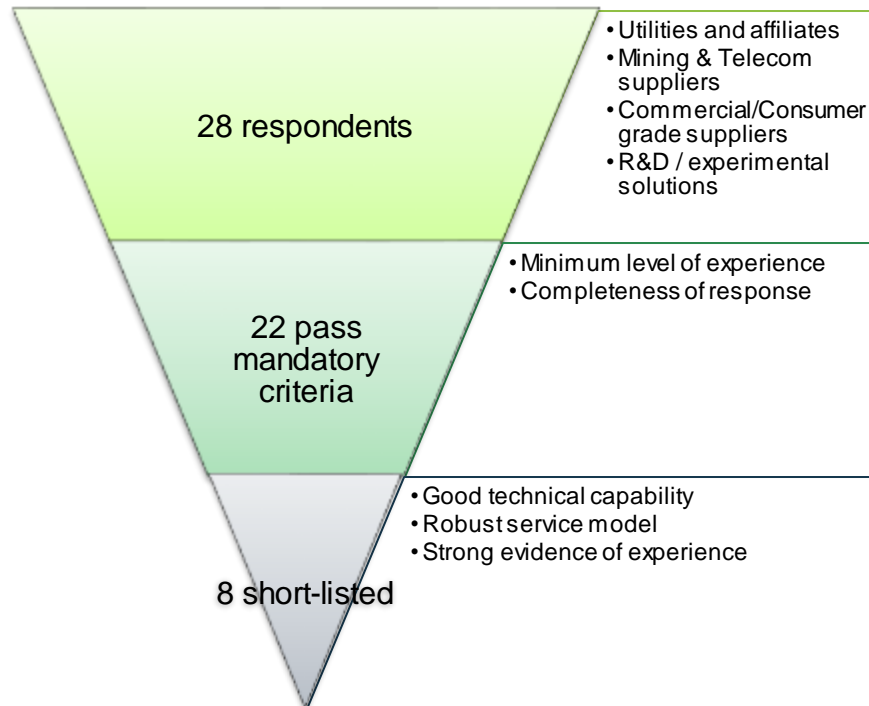 28 respondents
• Utilities and affiliates
• Mining & Telecom
suppliers
• Commercial/Consumer
grade suppliers
• R&D / experimental
solutions
22 pass
mandatory
criteria
• Minimum level of experience
• Completeness of response
8 short-listed
• Good technical capability
• Robust service model
• Strong evidence of experience